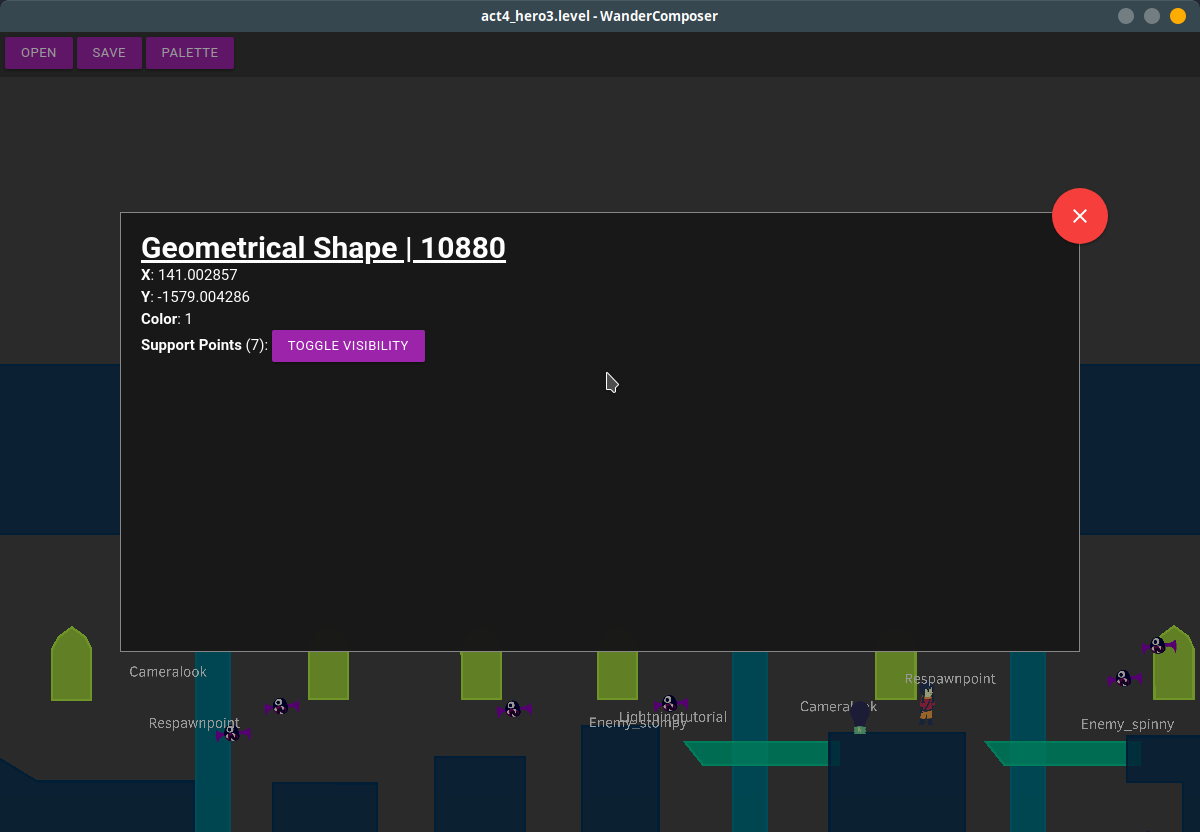 act4_hero3.level - WanderComposer
OPEN
SAVE
PALETTE
Geometrical Shape | 10880
X: 141.002857
Y: -1579.004286
Color: 1
Support Points (7): TOGGLE VISIBILITY
Cameralook
Respawnpoint
Respawnpoint
Lightningtutorial
Enemy_stompy
Cameralook
Enemy_spinny